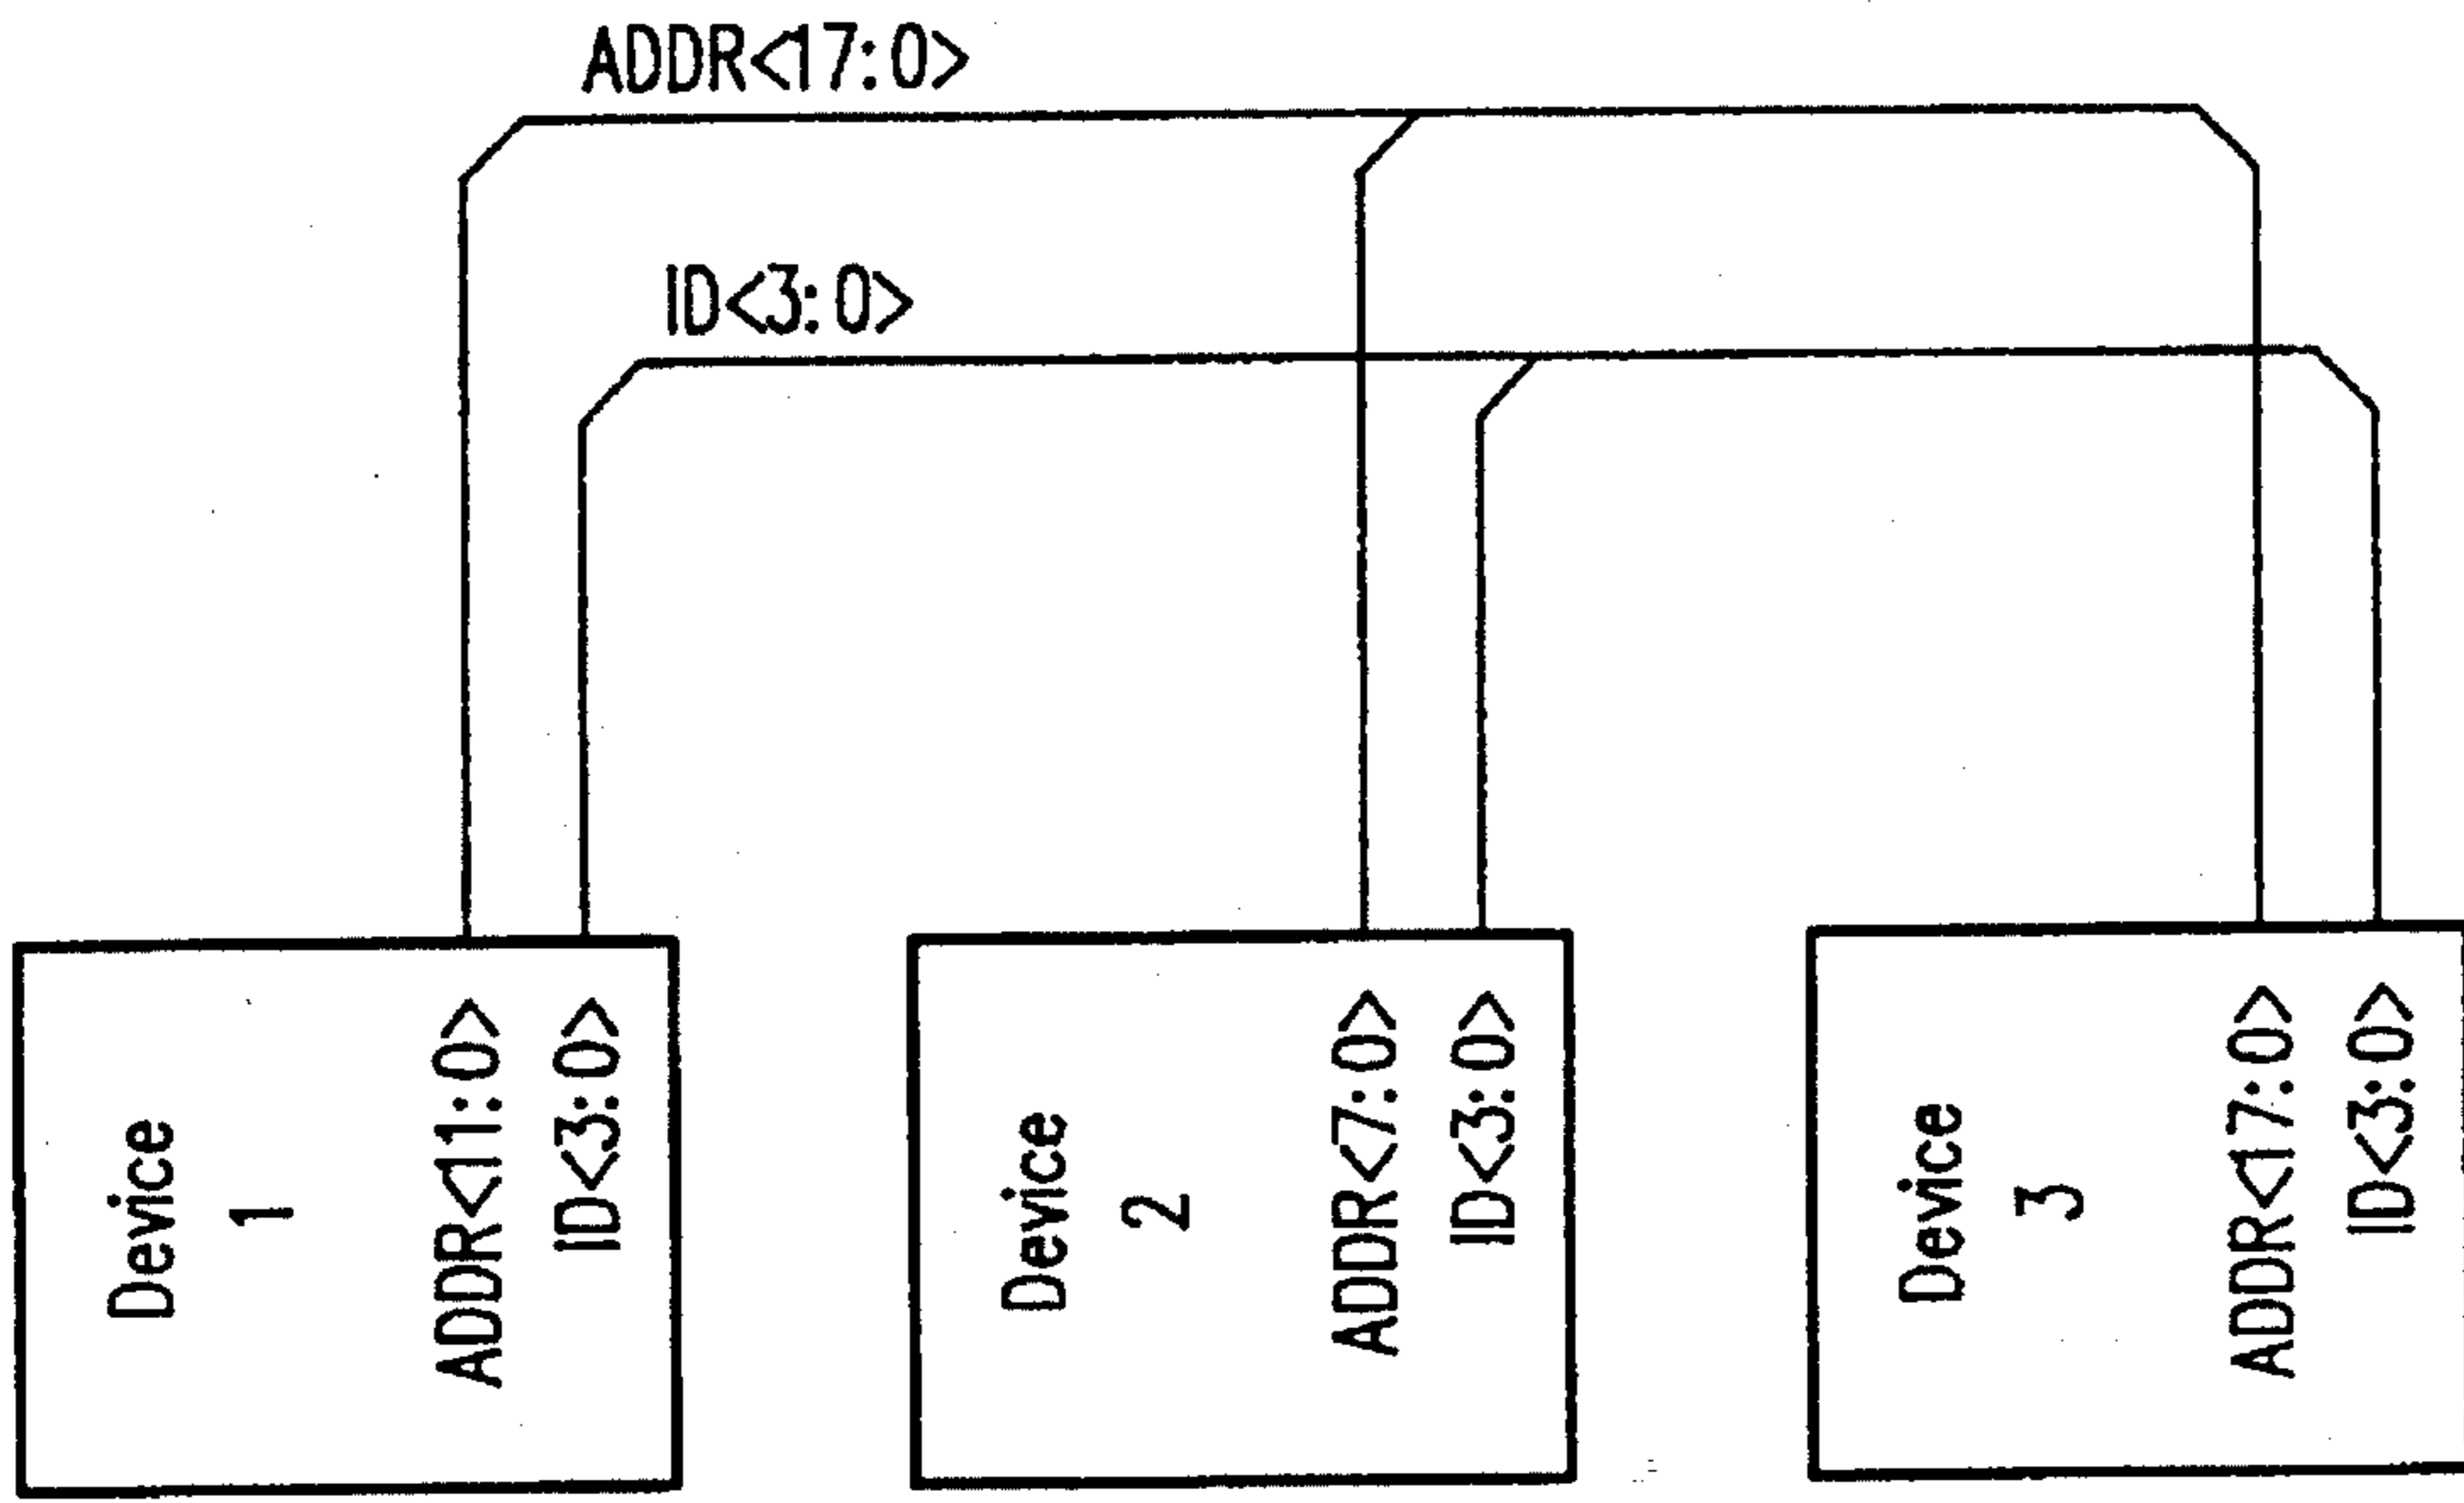 ADDR<17:0>
ID<3:0>
Device
1
ADDR<11:0>
ID<3:0>
Device
2
ADDR<7:0>
ID<3:0>
Device
3
ADDR<17:0>
ID<3:0>